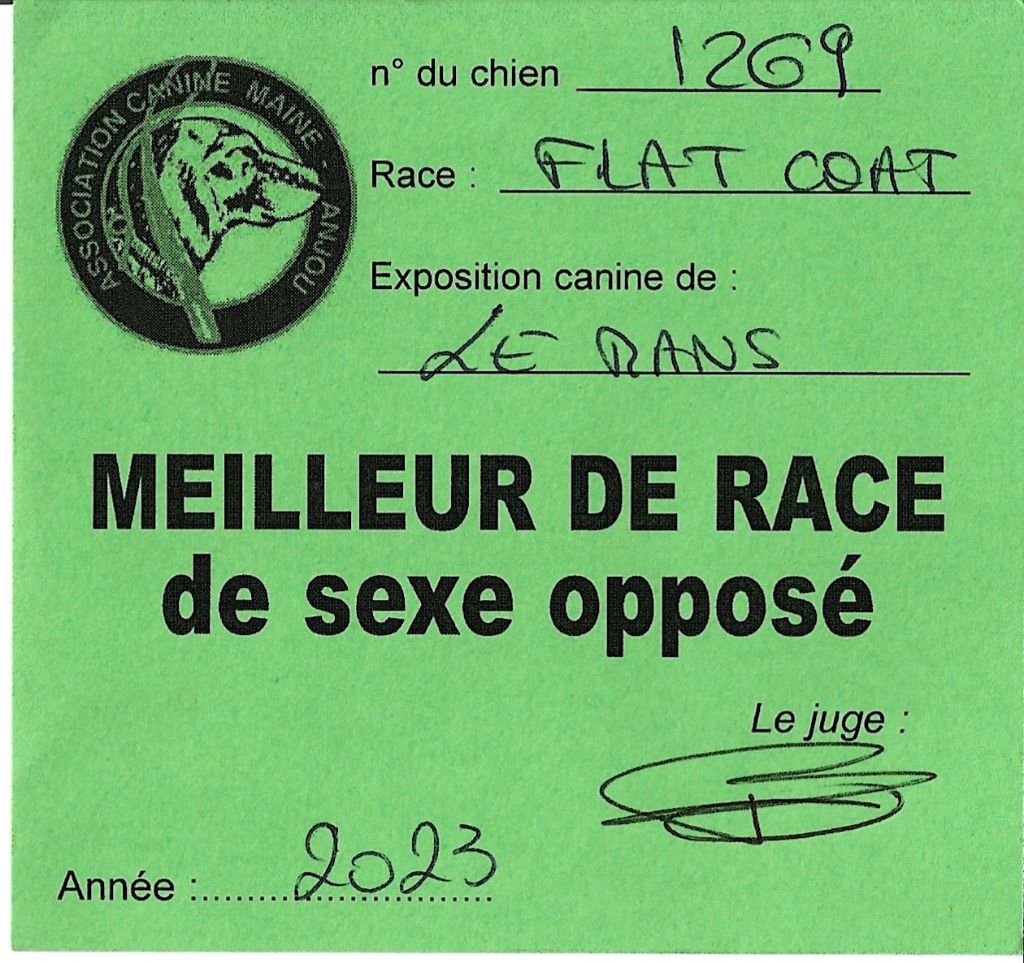 ASSOCIATION CANINE MAINE - ANJOU
n° du chien 1269
Race : FLAT COAT
Exposition canine de :
LE MANS
MEILLEUR DE RACE
de sexe opposé
Le juge :
Année : 2023